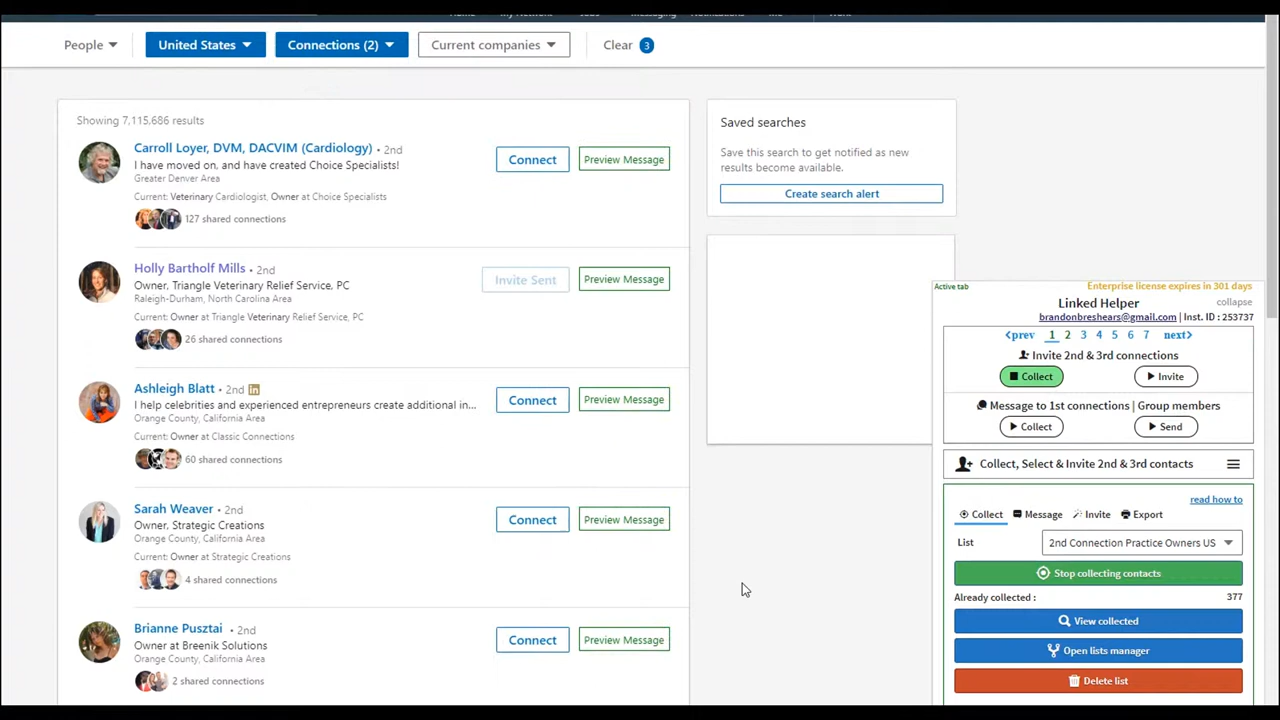 People
United States
Connections (2)
Current companies
Clear 3
Showing 7,115,686 results
Carroll Loyer, DVM, DACVIM (Cardiology) • 2nd
I have moved on, and have created Choice Specialists!
Greater Denver Area
Current: Veterinary Cardiologist, Owner at Choice Specialists
127 shared connections
Connect
Preview Message
Holly Bartholf Mills • 2nd
Owner, Triangle Veterinary Relief Service, PC
Raleigh-Durham, North Carolina Area
Current: Owner at Triangle Veterinary Relief Service, PC
26 shared connections
Invite Sent
Preview Message
Ashleigh Blatt • 2nd in
I help celebrities and experienced entrepreneurs create additional in...
Orange County, California Area
Current: Owner at Classic Connections
60 shared connections
Connect
Preview Message
Sarah Weaver • 2nd
Owner, Strategic Creations
Orange County, California Area
Current: Owner at Strategic Creations
4 shared connections
Connect
Preview Message
Brianne Pusztai • 2nd
Owner at Breenik Solutions
Orange County, California Area
2 shared connections
Connect
Preview Message
Saved searches
Save this search to get notified as new
results become available.
Create search alert
Active tab
Enterprise license expires in 301 days
Linked Helper
collapse
brandonbreshears@gmail.com | Inst. ID : 253737
<prev 1 2 3 4 5 6 7 next>
Invite 2nd & 3rd connections
Collect
Invite
Message to 1st connections | Group members
Collect
Send
Collect, Select & Invite 2nd & 3rd contacts
read how to
Collect Message Invite Export
List
2nd Connection Practice Owners US
Stop collecting contacts
Already collected : 377
View collected
Open lists manager
Delete list